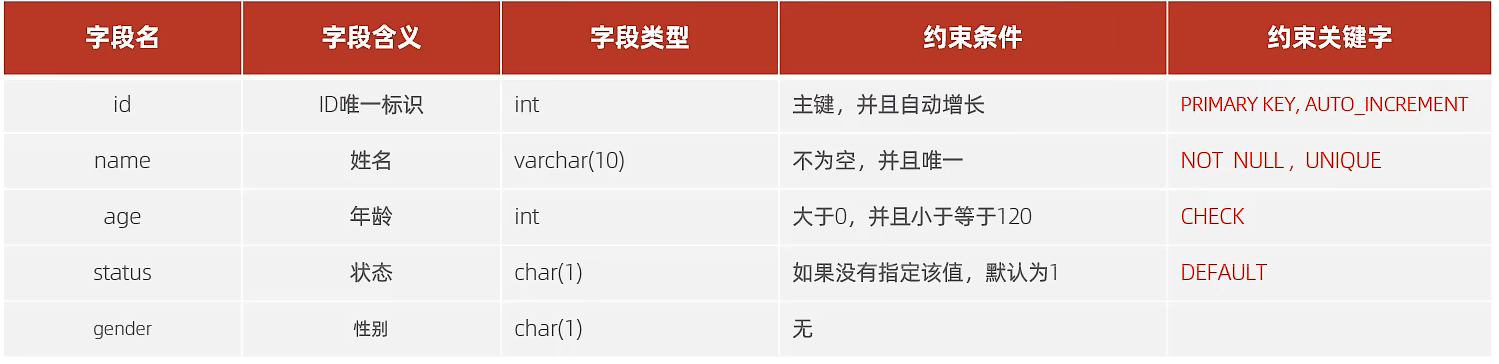 字段名 字段含义 字段类型 约束条件 约束关键字
id ID唯一标识 int 主键，并且自动增长 PRIMARY KEY, AUTO_INCREMENT
name 姓名 varchar(10) 不为空，并且唯一 NOT NULL , UNIQUE
age 年龄 int 大于0，并且小于等于120 CHECK
status 状态 char(1) 如果没有指定该值，默认为1 DEFAULT
gender 性别 char(1) 无